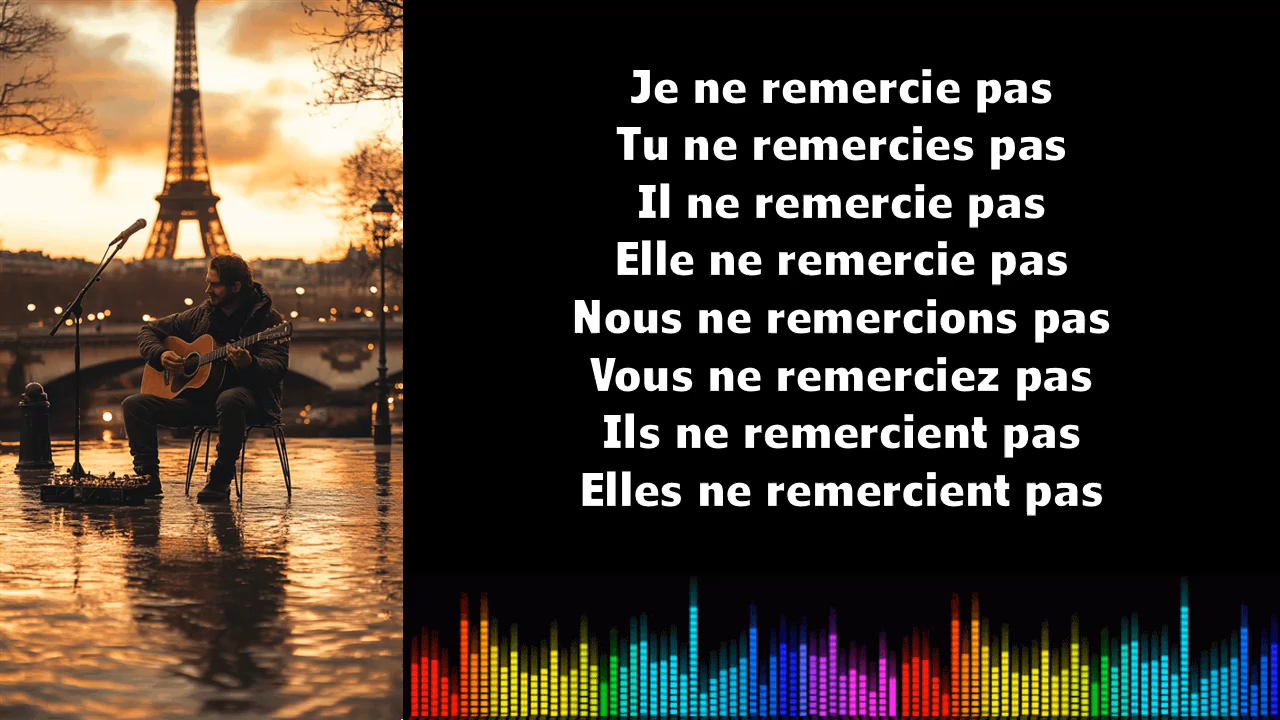 Je ne remercie pas
Tu ne remercies pas
Il ne remercie pas
Elle ne remercie pas
Nous ne remercions pas
Vous ne remerciez pas
Ils ne remercient pas
Elles ne remercient pas